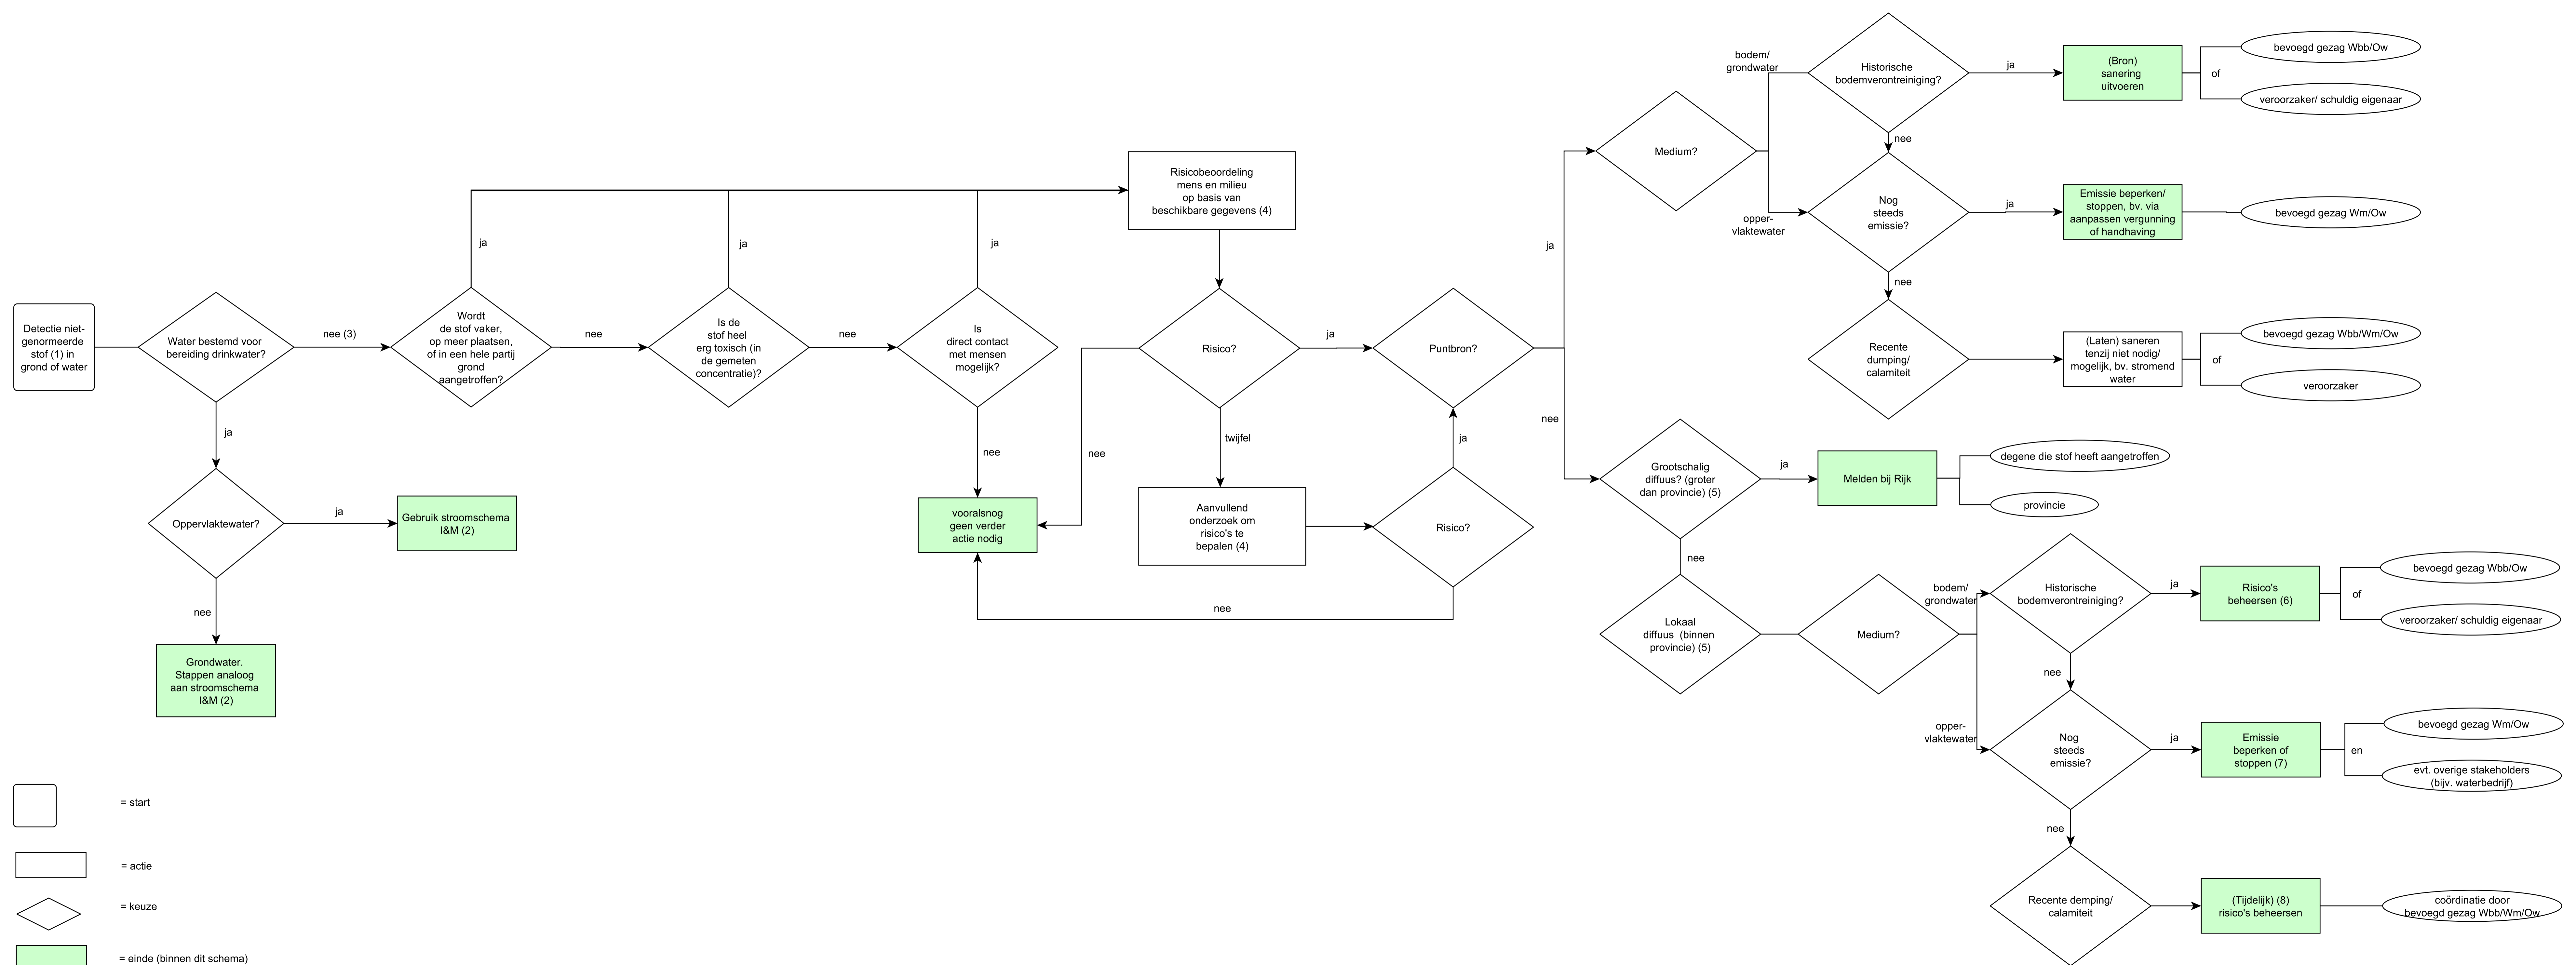 Detectie niet-
genormeerde
stof (1) in
grond of water
Water bestemd voor
bereiding drinkwater?
nee (3)
ja
Oppervlaktewater?
ja
Gebruik stroomschema
I&M (2)
nee
Grondwater.
Stappen analoog
aan stroomschema
I&M (2)
Wordt
de stof vaker,
op meer plaatsen,
of in een hele partij
grond
aangetroffen?
ja
nee
Is de
stof heel
erg toxisch (in
de gemeten
concentratie)?
ja
nee
Is
direct contact
met mensen
mogelijk?
ja
nee
vooralsnog
geen verder
actie nodig
Risicobeoordeling
mens en milieu
op basis van
beschikbare gegevens (4)
Risico?
ja
nee
twijfel
Aanvullend
onderzoek om
risico's te
bepalen (4)
Risico?
ja
nee
Puntbron?
ja
nee
Medium?
bodem/
grondwater
opper-
vlaktewater
Historische
bodemverontreiniging?
ja
(Bron)
sanering
uitvoeren
bevoegd gezag Wbb/Ow
of
veroorzaker/ schuldig eigenaar
nee
Nog
steeds
emissie?
ja
Emissie beperken/
stoppen, bv. via
aanpassen vergunning
of handhaving
bevoegd gezag Wm/Ow
nee
Recente
dumping/
calamiteit
(Laten) saneren
tenzij niet nodig/
mogelijk, bv. stromend
water
bevoegd gezag Wbb/Wm/Ow
of
veroorzaker
Grootschalig
diffuus? (groter
dan provincie) (5)
ja
Melden bij Rijk
degene die stof heeft aangetroffen
provincie
nee
Lokaal
diffuus (binnen
provincie) (5)
Medium?
bodem/
grondwater
opper-
vlaktewater
Historische
bodemverontreiniging?
ja
Risico's
beheersen (6)
bevoegd gezag Wbb/Ow
of
veroorzaker/ schuldig eigenaar
nee
Nog
steeds
emissie?
ja
Emissie
beperken of
stoppen (7)
bevoegd gezag Wm/Ow
en
evt. overige stakeholders
(bijv. waterbedrijf)
nee
Recente demping/
calamiteit
(Tijdelijk) (8)
risico's beheersen
coördinatie door
bevoegd gezag Wbb/Wm/Ow
= start
= actie
= keuze
= einde (binnen dit schema)